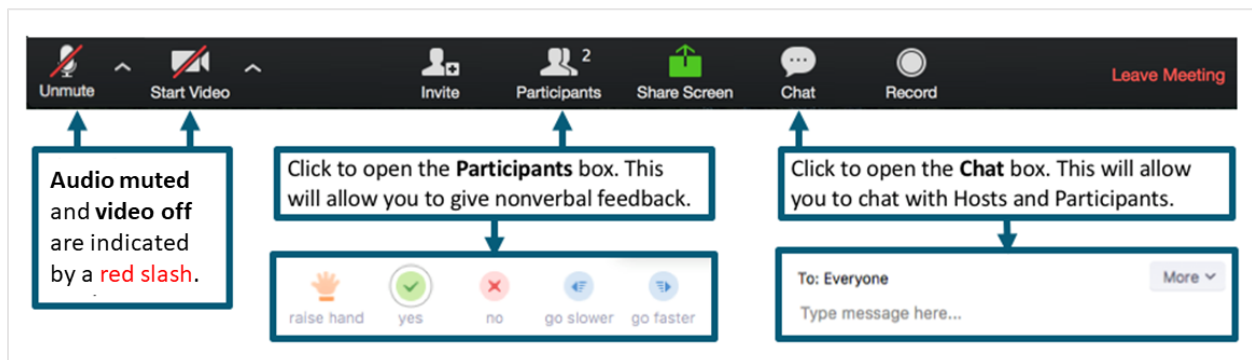 Unmute Start Video Invite Participants 2 Share Screen Chat Record Leave Meeting
Audio muted
and video off
are indicated
by a red slash.
Click to open the Participants box. This
will allow you to give nonverbal feedback.
raise hand yes no go slower go faster
Click to open the Chat box. This will allow
you to chat with Hosts and Participants.
To: Everyone More
Type message here...